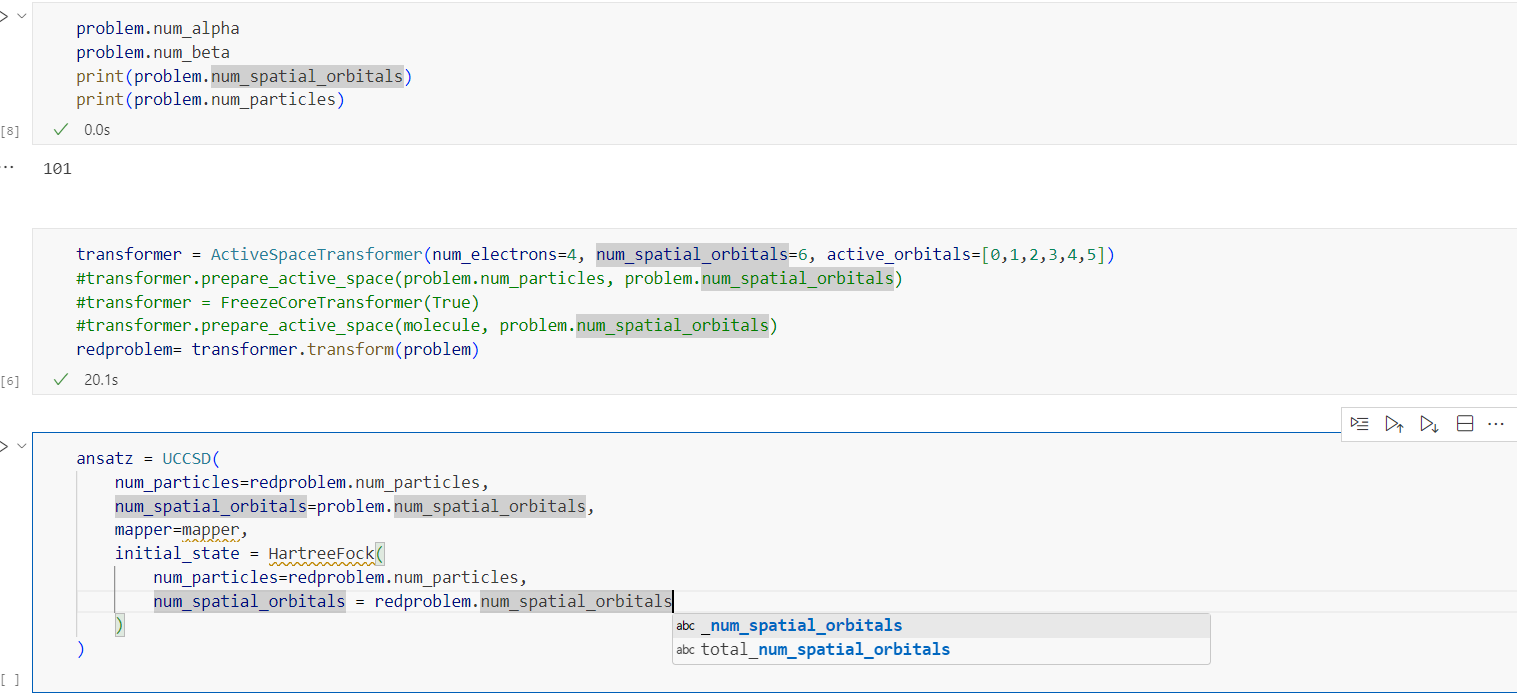 problem.num_alpha
problem.num_beta
print(problem.num_spatial_orbitals)
print(problem.num_particles)
[8] 0.0s
... 101
transformer = ActiveSpaceTransformer(num_electrons=4, num_spatial_orbitals=6, active_orbitals=[0,1,2,3,4,5])
#transformer.prepare_active_space(problem.num_particles, problem.num_spatial_orbitals)
#transformer = FreezeCoreTransformer(True)
#transformer.prepare_active_space(molecule, problem.num_spatial_orbitals)
redproblem= transformer.transform(problem)
[6] 20.1s
ansatz = UCCSD(
    num_particles=redproblem.num_particles,
    num_spatial_orbitals=problem.num_spatial_orbitals,
    mapper=mapper,
    initial_state = HartreeFock(
        num_particles=redproblem.num_particles,
        num_spatial_orbitals = redproblem.num_spatial_orbitals
abc _num_spatial_orbitals
    )
abc total_num_spatial_orbitals
)
[ ]